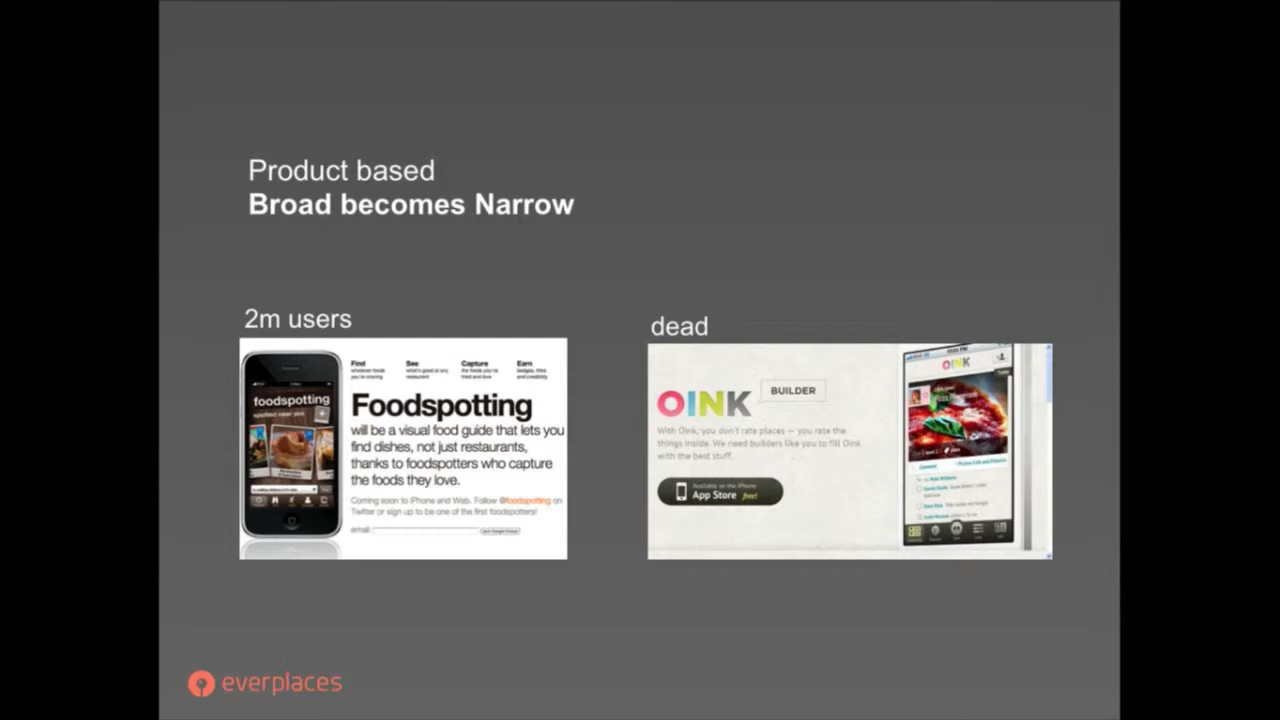 Product based
Broad becomes Narrow
2m users
dead
foodspotting
spotted near you
Find
whatever foods
you're craving
See
what's good at any
restaurant
Capture
the foods you've
tried and love
Earn
badges, titles
and credibility
Foodspotting
will be a visual food guide that lets you
find dishes, not just restaurants,
thanks to foodspotters who capture
the foods they love.
Coming soon to iPhone and Web. Follow @foodspotting on
Twitter or sign up to be one of the first foodspotters!
email:
OINK
BUILDER
With Oink, you don't rate places — you rate the
things inside. We need builders like you to fill Oink
with the best stuff.
Available on the iPhone
App Store free!
OINK
everplaces